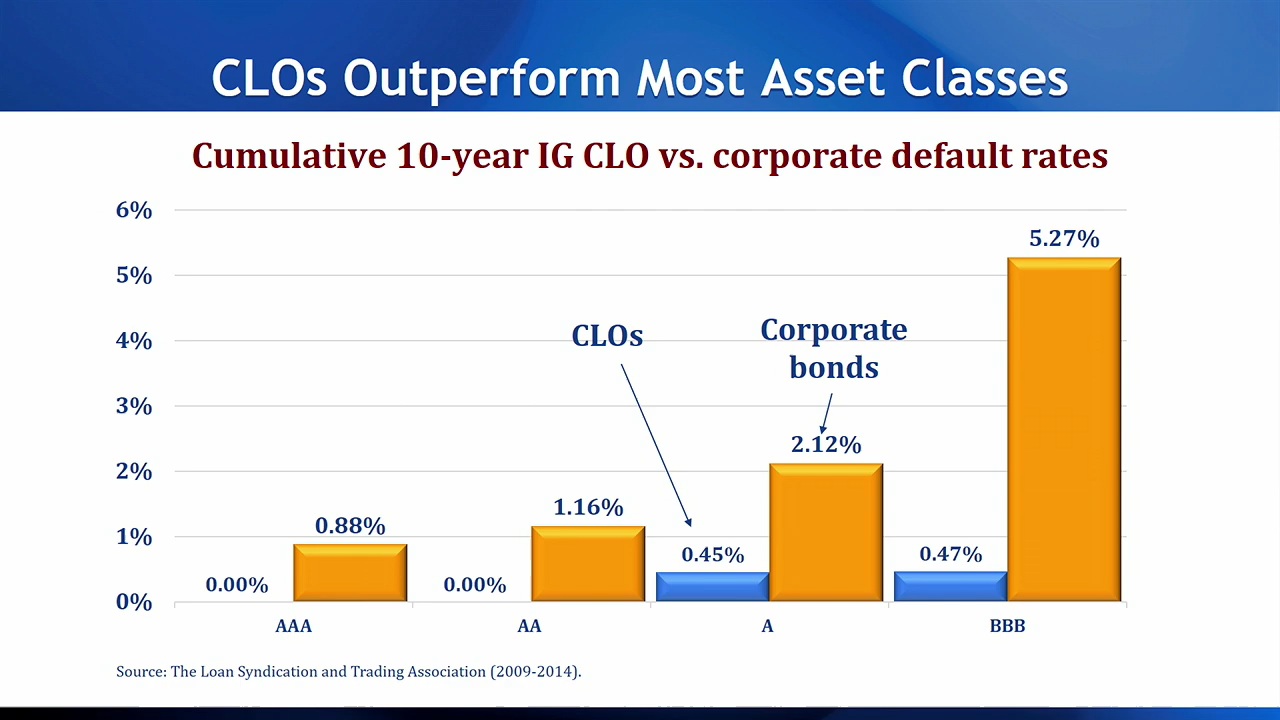 CLOs Outperform Most Asset Classes
Cumulative 10-year IG CLO vs. corporate default rates
6%
5%
4%
3%
2%
1%
0%
CLOs
Corporate
bonds
0.00%
0.88%
0.00%
1.16%
0.45%
2.12%
0.47%
5.27%
AAA
AA
A
BBB
Source: The Loan Syndication and Trading Association (2009-2014).